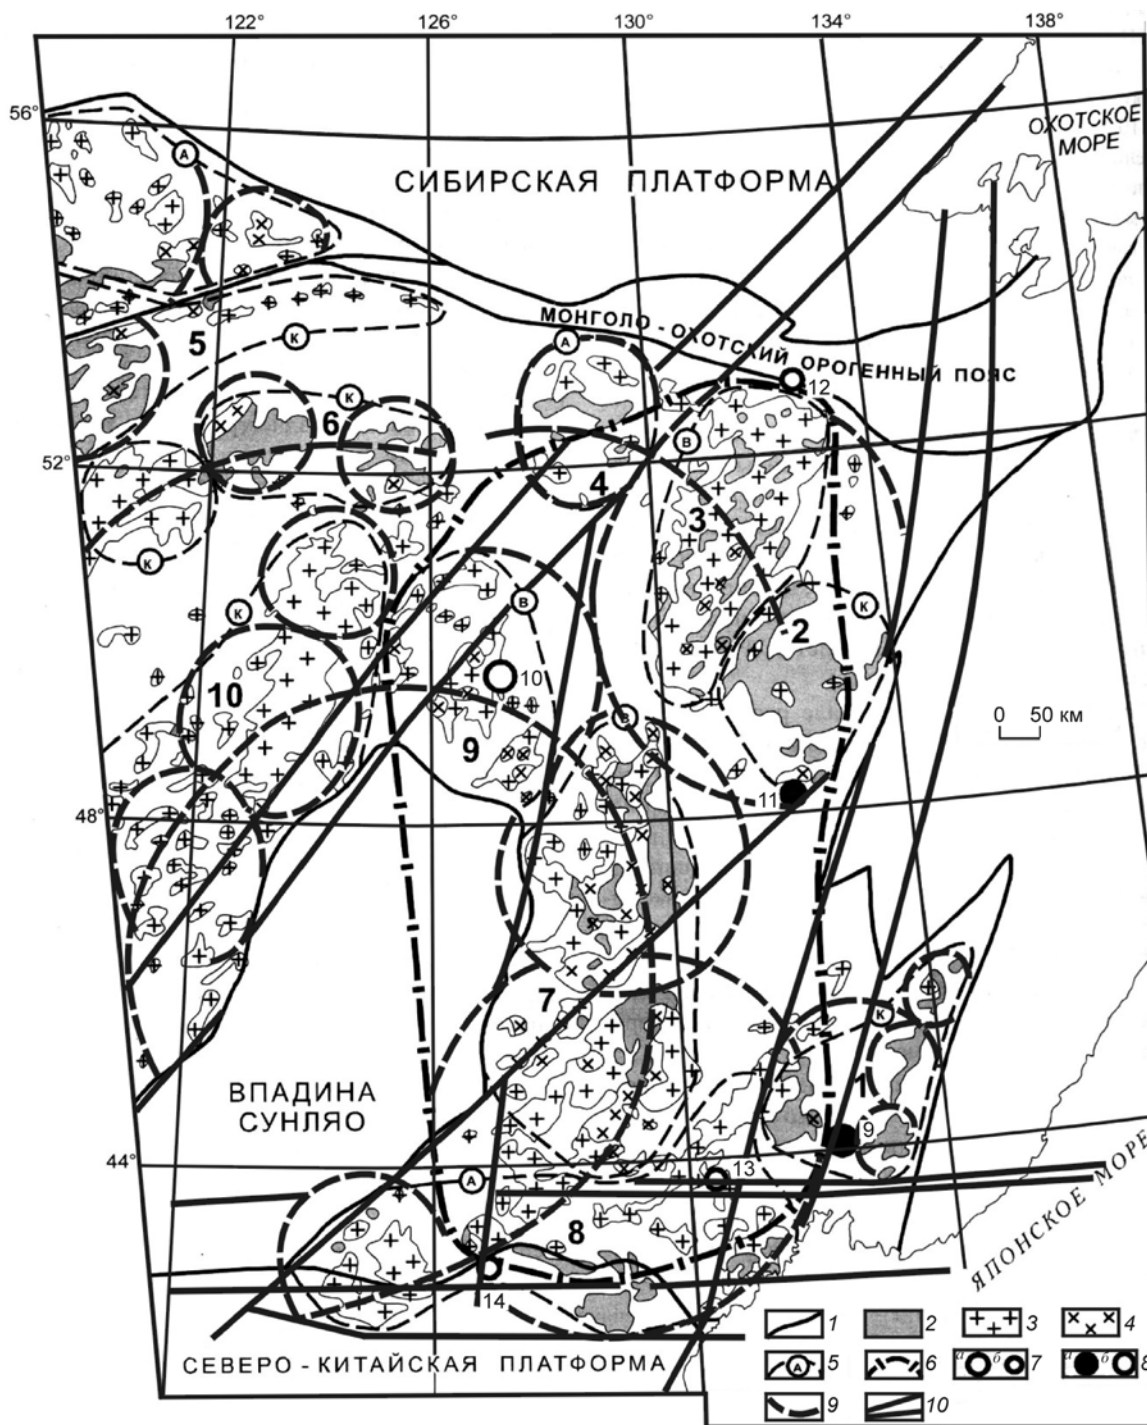 122° 126° 130° 134° 138°
56°
ОХОТСКОЕ
МОРЕ
А
СИБИРСКАЯ ПЛАТФОРМА
5
К
МОНГОЛО-ОХОТСКИЙ ОРОГЕННЫЙ ПОЯС
А
12
К
6
В
52°
4
3
К
К
В
К
2
10
10
9
В
0 50 км
11
48°
7
К
ВПАДИНА
СУНЛЯО
1
9
44°
А
13
8
14
ЯПОНСКОЕ МОРЕ
СЕВЕРО-КИТАЙСКАЯ ПЛАТФОРМА
1 2 3 4
А 5 6 а б 7 а б 8
9 10